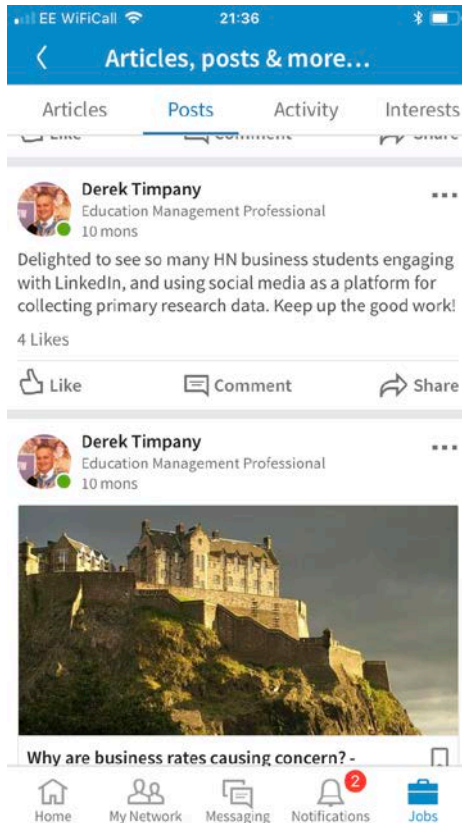 EE WiFiCall 21:36
Articles, posts & more...
Articles Posts Activity Interests
Like Comment Share
Derek Timpany
Education Management Professional
10 mons
Delighted to see so many HN business students engaging
with LinkedIn, and using social media as a platform for
collecting primary research data. Keep up the good work!
4 Likes
Like Comment Share
Derek Timpany
Education Management Professional
10 mons
Why are business rates causing concern? -
2
Home My Network Messaging Notifications Jobs